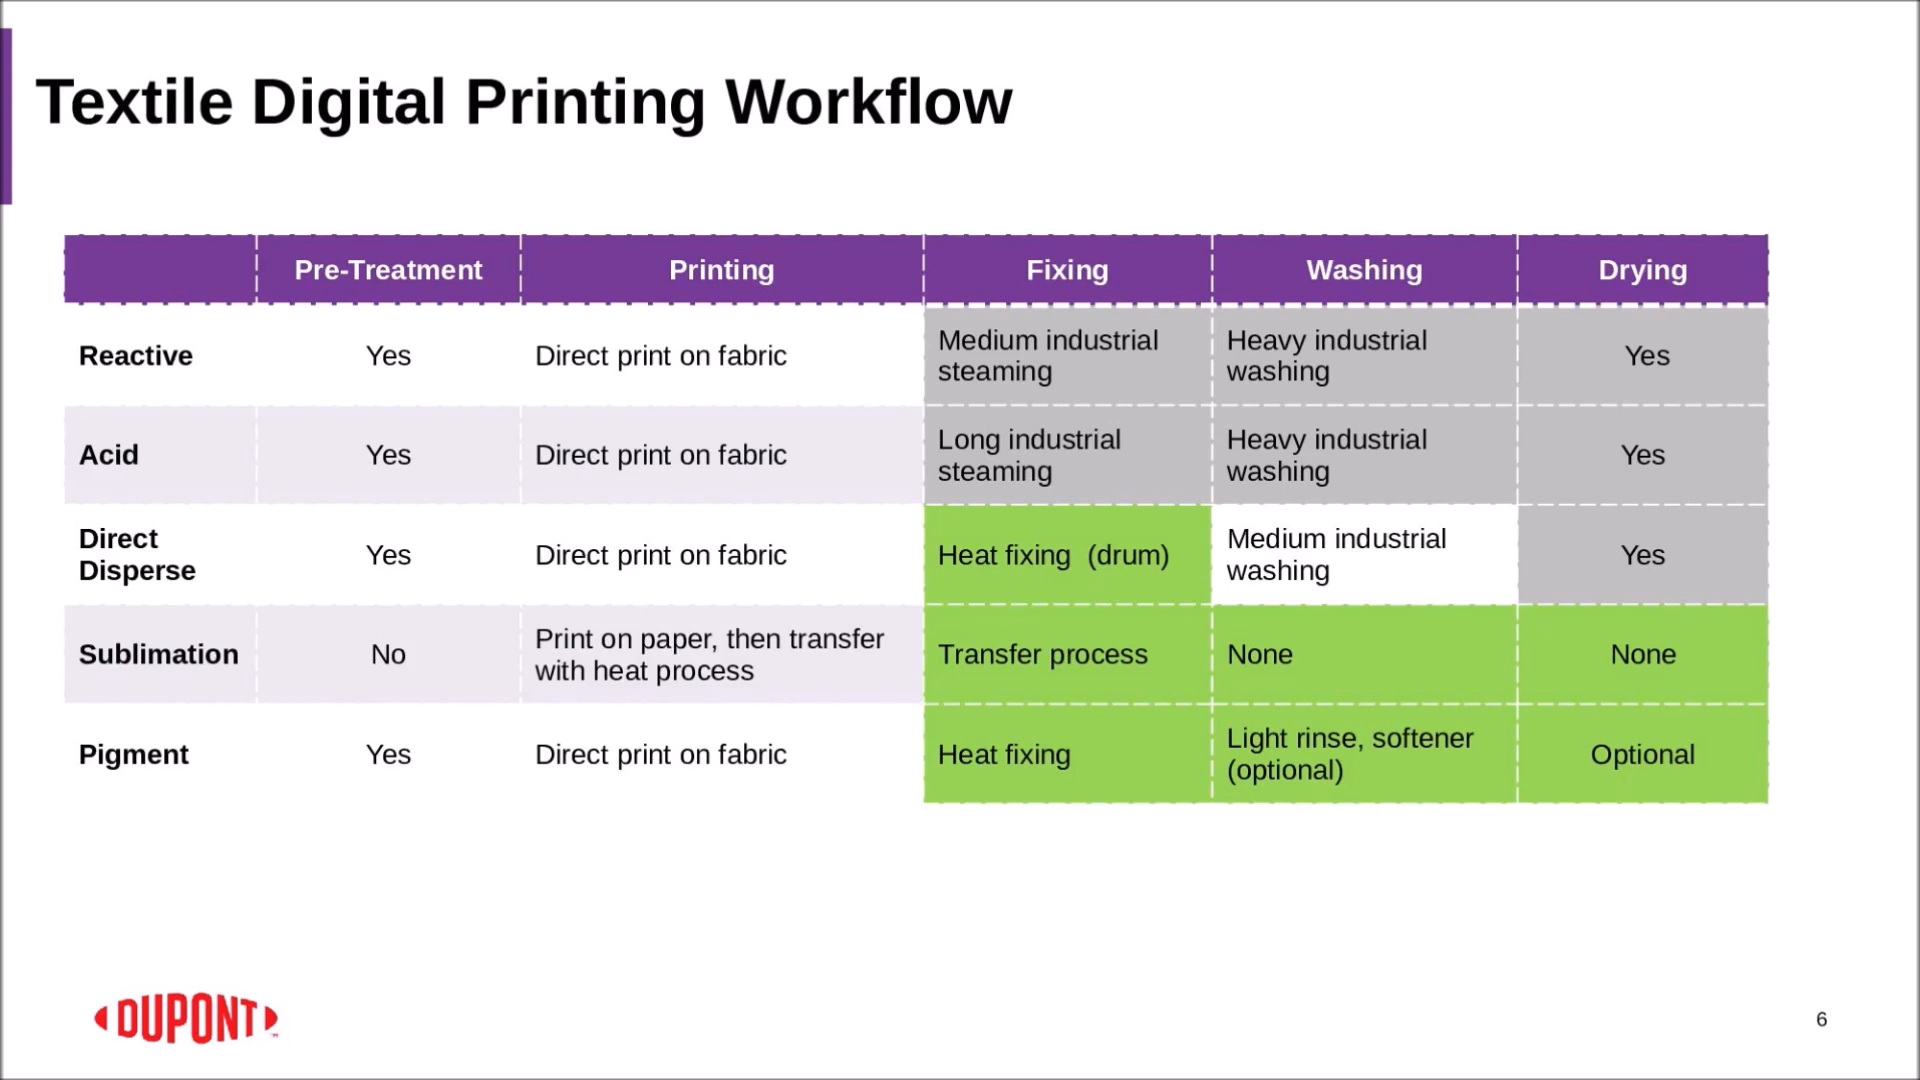 Textile Digital Printing Workflow
Pre-Treatment Printing Fixing Washing Drying
Reactive Yes Direct print on fabric Medium industrial steaming Heavy industrial washing Yes
Acid Yes Direct print on fabric Long industrial steaming Heavy industrial washing Yes
Direct Disperse Yes Direct print on fabric Heat fixing (drum) Medium industrial washing Yes
Sublimation No Print on paper, then transfer with heat process Transfer process None None
Pigment Yes Direct print on fabric Heat fixing Light rinse, softener (optional) Optional
DUPONT
6